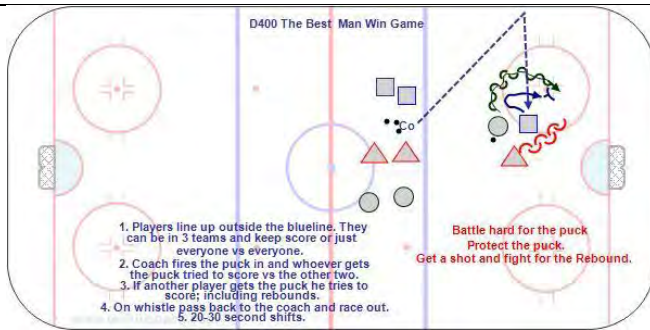 D400 The Best Man Win Game
Co
1. Players line up outside the blueline. They
can be in 3 teams and keep score or just
everyone vs everyone.
2. Coach fires the puck in and whoever gets
the puck tried to score vs the other two.
3. If another player gets the puck he tries to
score; including rebounds.
4. On whistle pass back to the coach and race out.
5. 20-30 second shifts.
Battle hard for the puck
Protect the puck.
Get a shot and fight for the Rebound.